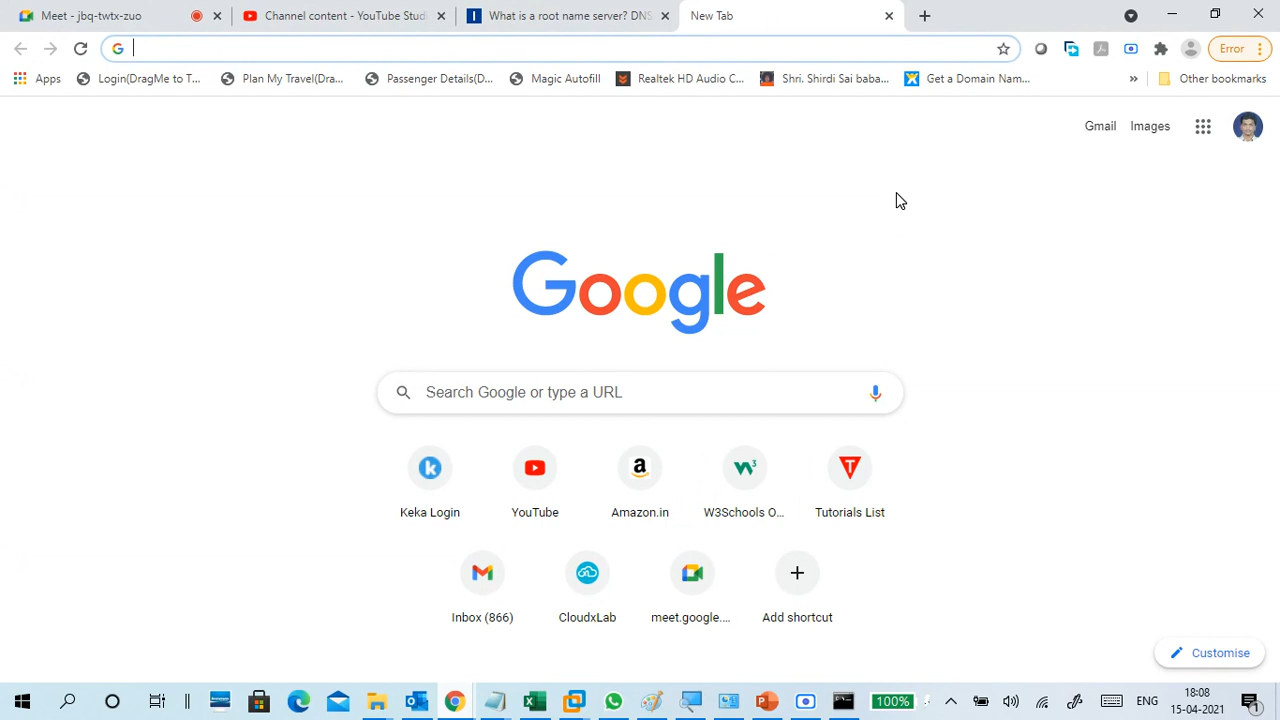 Meet - jbq-twtx-zuo
Channel content - YouTube Stud
What is a root name server? DNS
New Tab
Error
Apps
Login(DragMe to T...
Plan My Travel(Dra...
Passenger Details(D...
Magic Autofill
Realtek HD Audio C...
Shri. Shirdi Sai baba...
Get a Domain Nam...
»
Other bookmarks
Gmail
Images
Google
Search Google or type a URL
Keka Login
YouTube
Amazon.in
W3Schools O...
Tutorials List
Inbox (866)
CloudxLab
meet.google....
Add shortcut
Customise
100%
ENG
18:08
15-04-2021